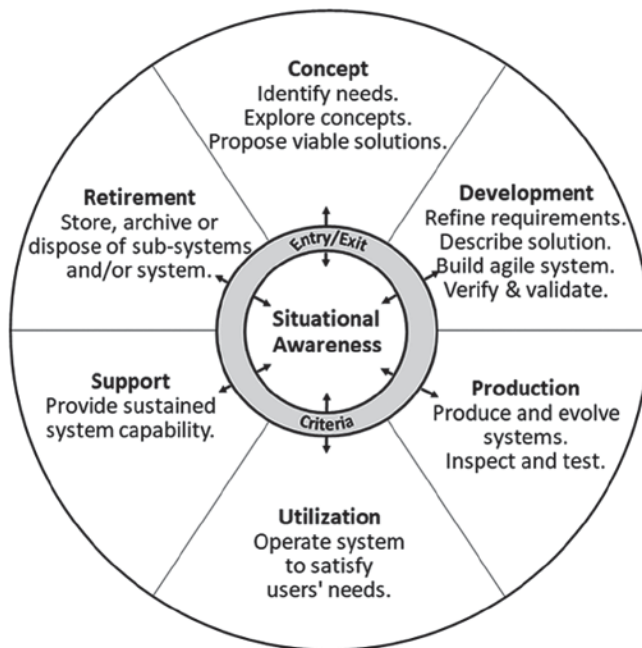 Concept
Identify needs.
Explore concepts.
Propose viable solutions.
Development
Refine requirements.
Describe solution.
Build agile system.
Verify & validate.
Production
Produce and evolve
systems.
Inspect and test.
Utilization
Operate system
to satisfy
users' needs.
Support
Provide sustained
system capability.
Retirement
Store, archive or
dispose of sub-systems
and/or system.
Entry/Exit
Situational
Awareness
Criteria